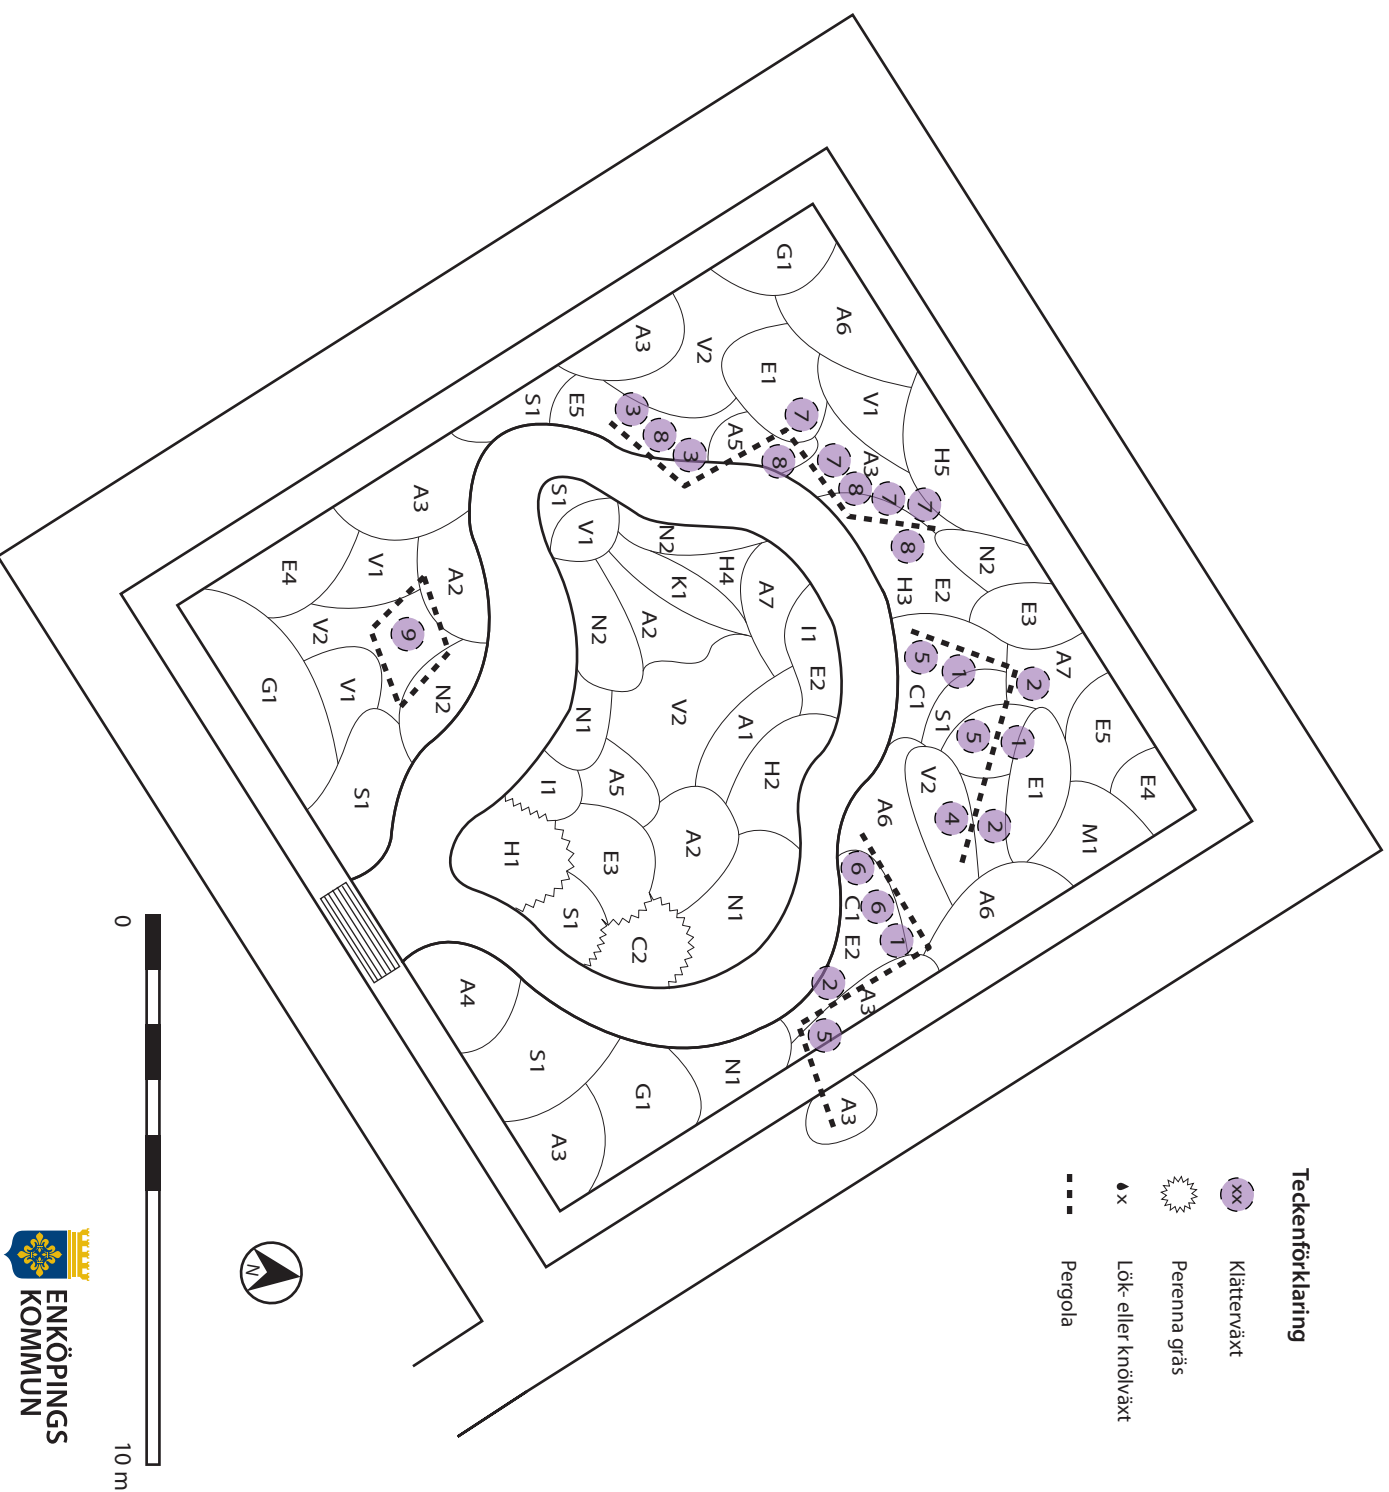 Teckenförklaring
xx Klätterväxt
Perenna gräs
x Lök- eller knölväxt
Pergola
G1
A6
A3
V2
E1
V1
H5
S1
E5
A5
A3
3
8
3
7
8
7
8
7
7
8
N2
E2
H3
E3
A7
5
1
2
C1
S1
5
1
E5
E4
E1
V2
4
2
M1
A6
A6
6
6
1
C1
E2
2
A3
5
A3
N1
G1
A3
S1
A4
A3
E4
V1
A2
V2
9
G1
V1
N2
S1
S1
V1
N2
H4
K1
A7
I1
E2
N2
A2
V2
A1
H2
N1
I1
A5
A2
H1
E3
N1
S1
C2
N
0
10 m
ENKÖPINGS
KOMMUN